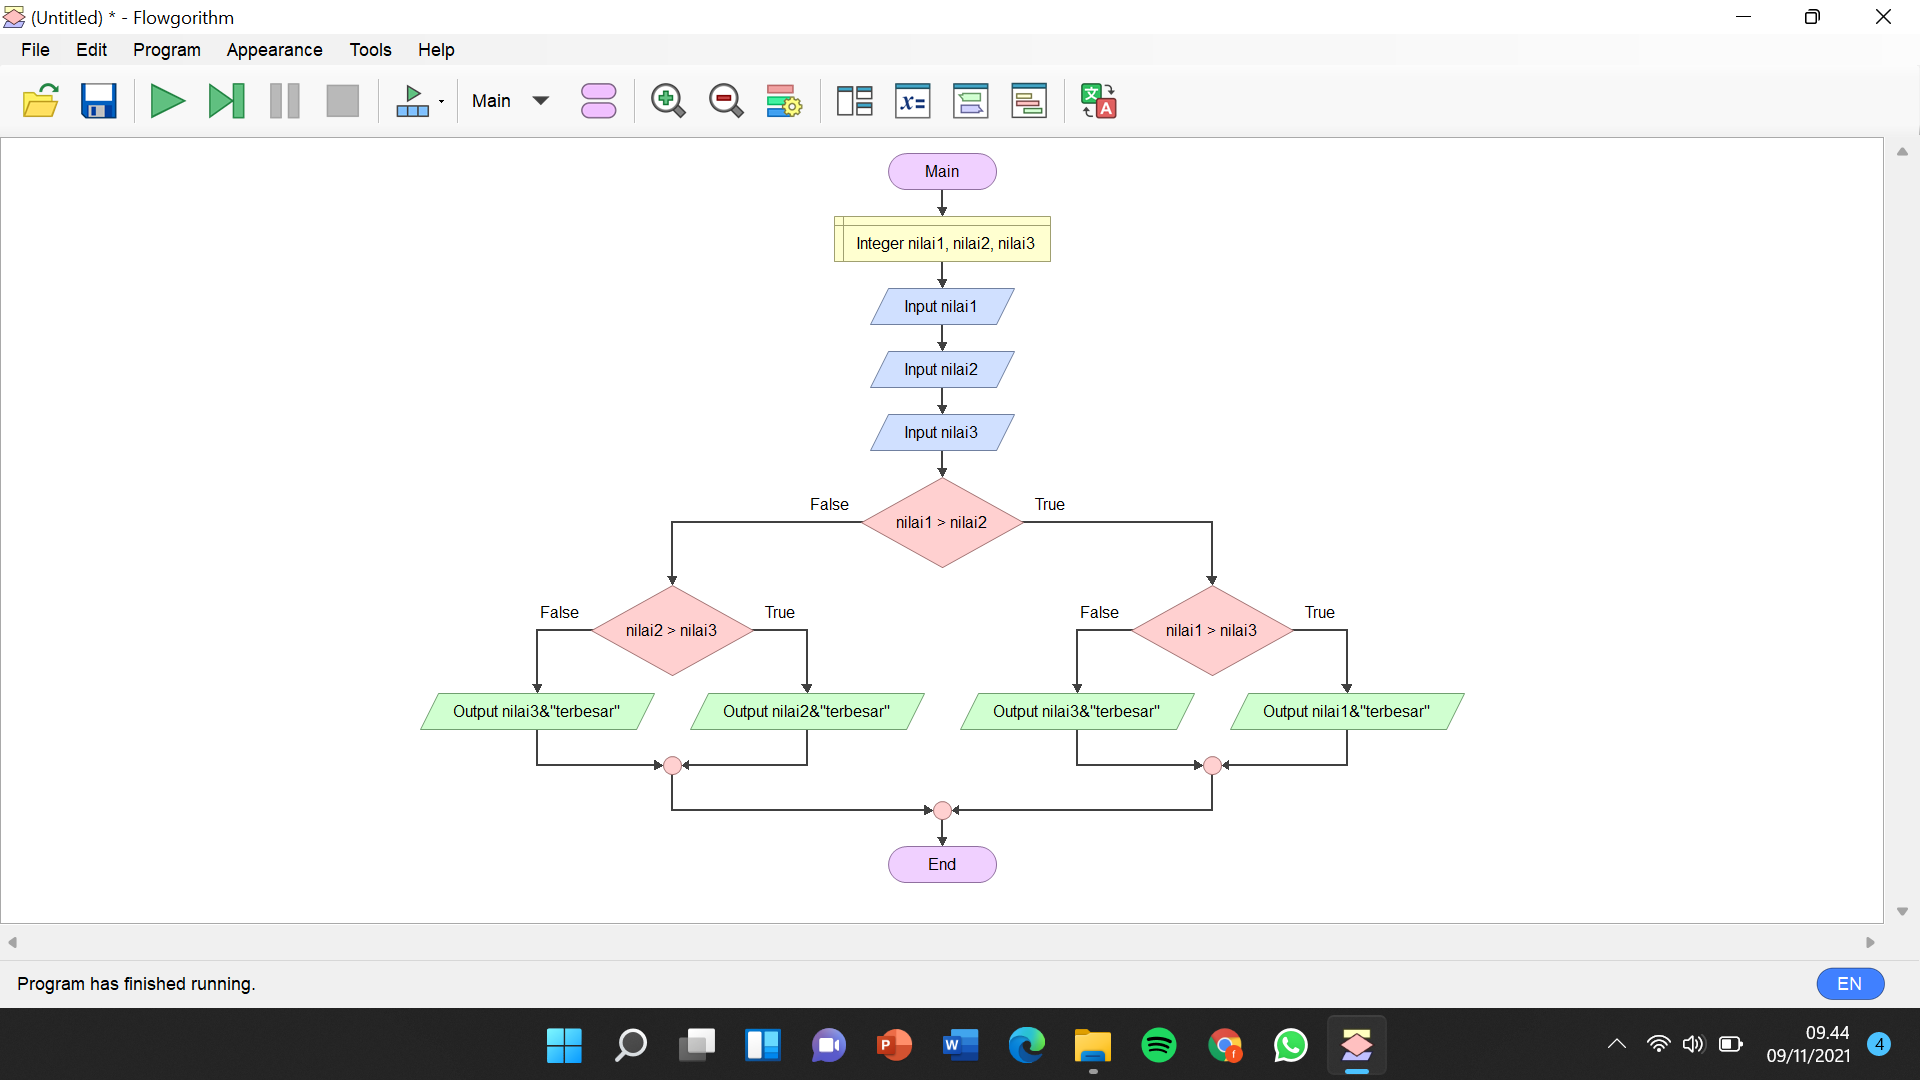 (Untitled) * - Flowgorithm
File Edit Program Appearance Tools Help
Main
x=
文 A
Main
Integer nilai1, nilai2, nilai3
Input nilai1
Input nilai2
Input nilai3
False True
nilai1 > nilai2
False True False True
nilai2 > nilai3 nilai1 > nilai3
Output nilai3&"terbesar" Output nilai2&"terbesar" Output nilai3&"terbesar" Output nilai1&"terbesar"
End
Program has finished running. EN
P W f
09.44
09/11/2021 4